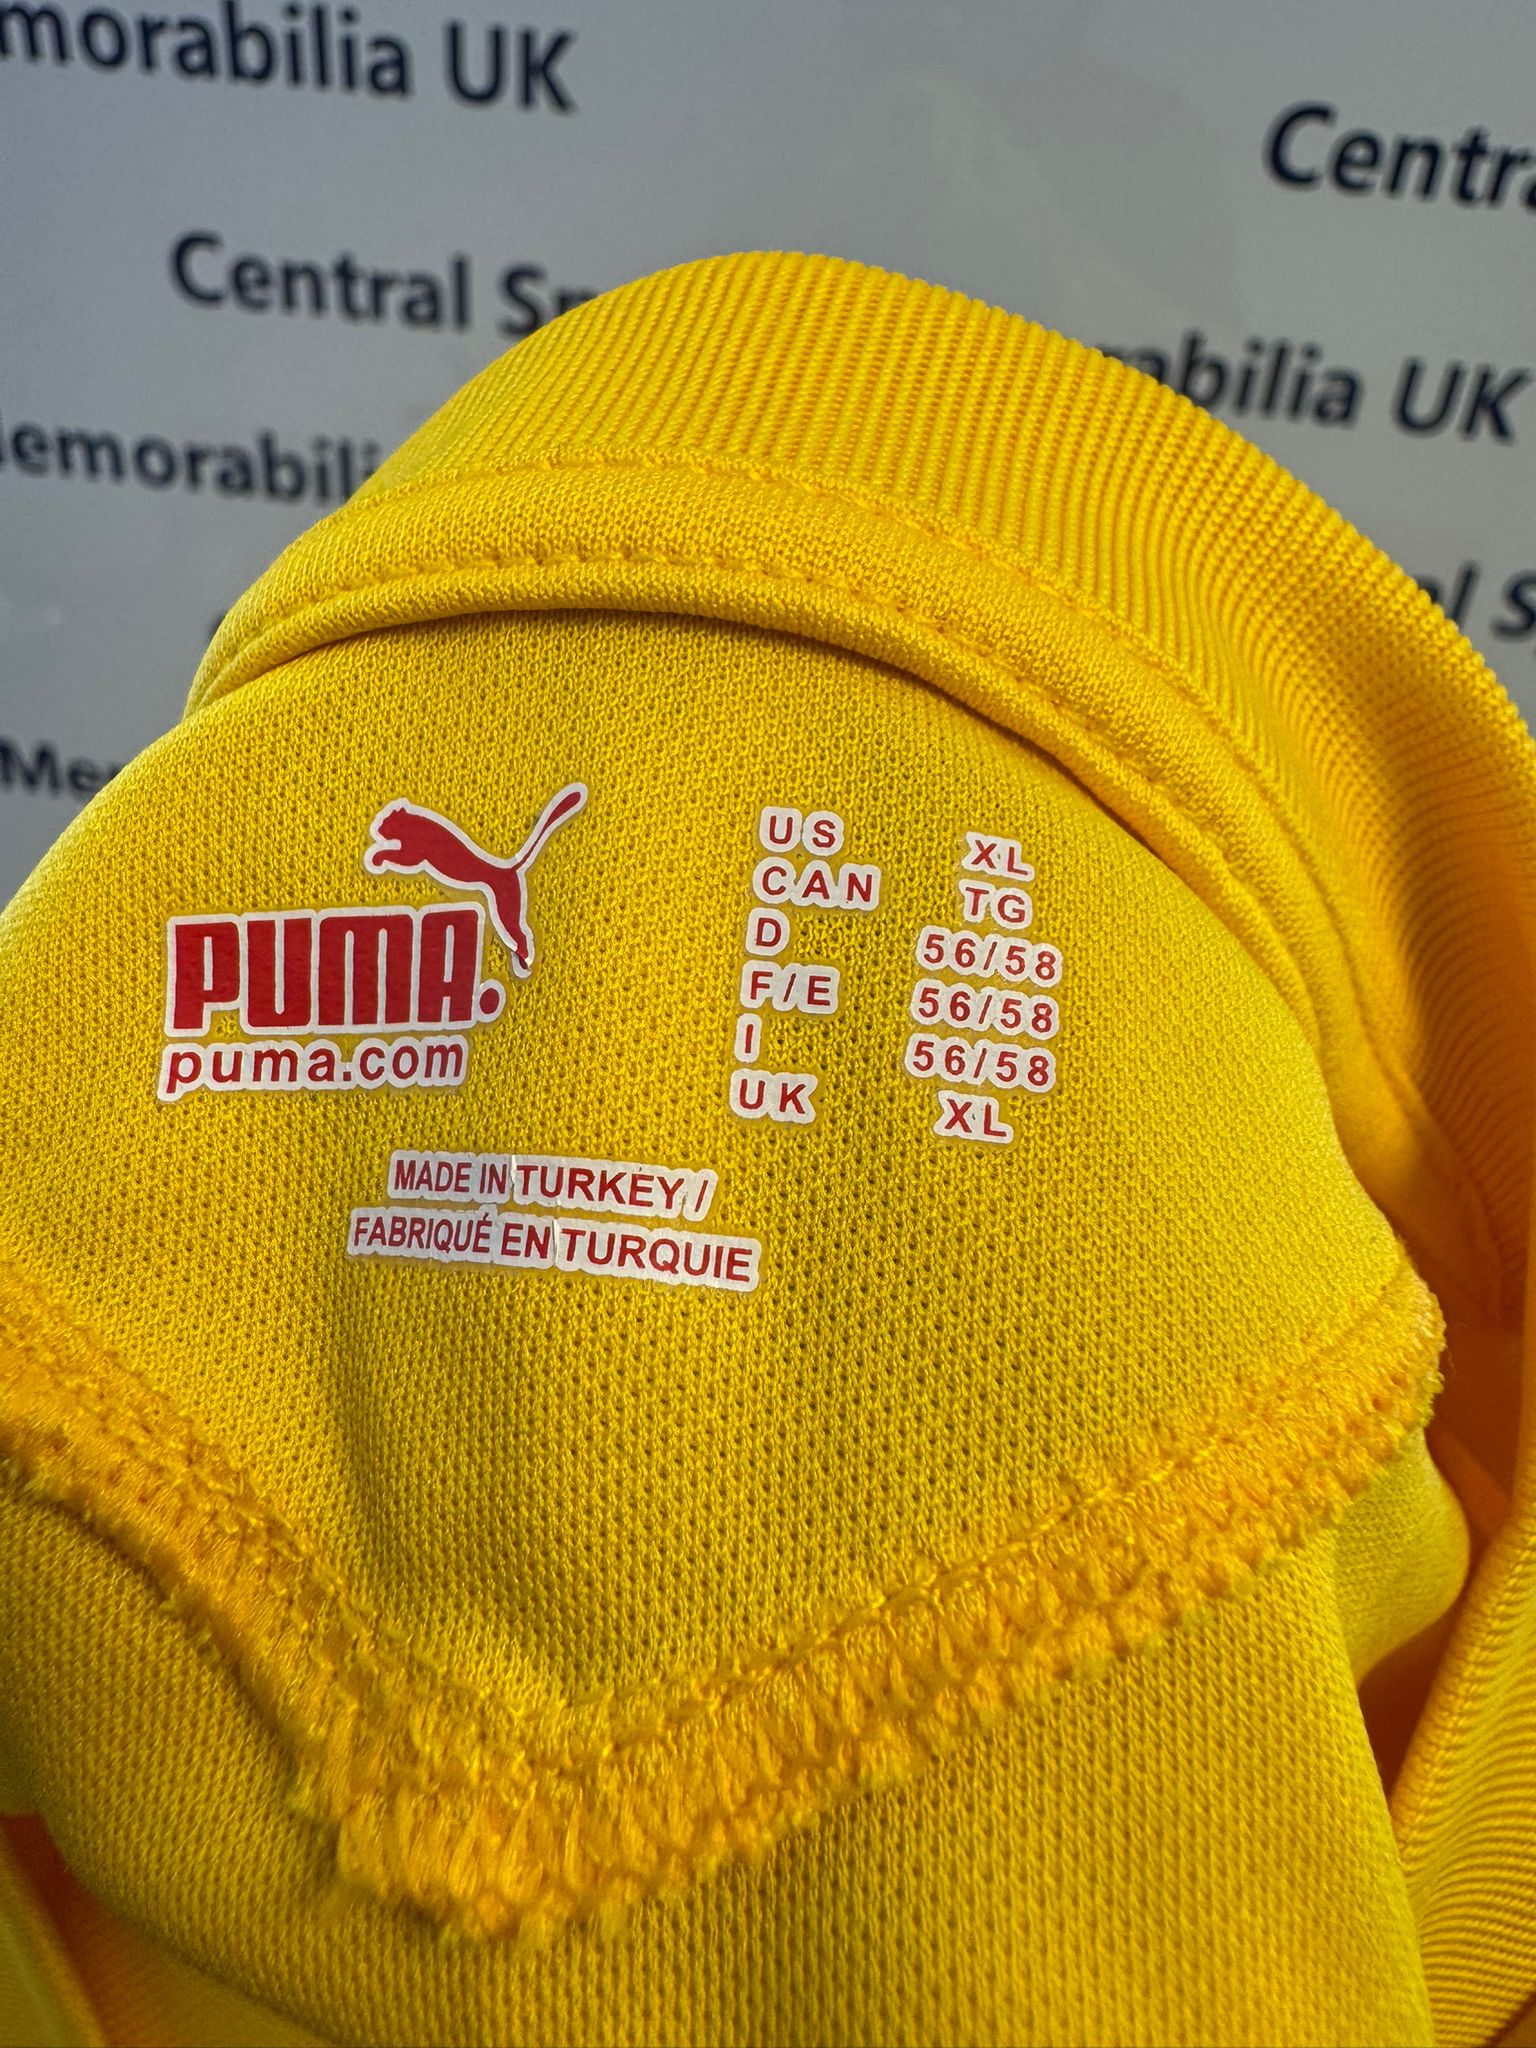 morabilia UK
Central
Central
abilia UK
PUMA.
puma.com
US XL
CAN TG
D 56/58
F/E 56/58
I 56/58
UK XL
MADE IN TURKEY /
FABRIQUÉ EN TURQUIE